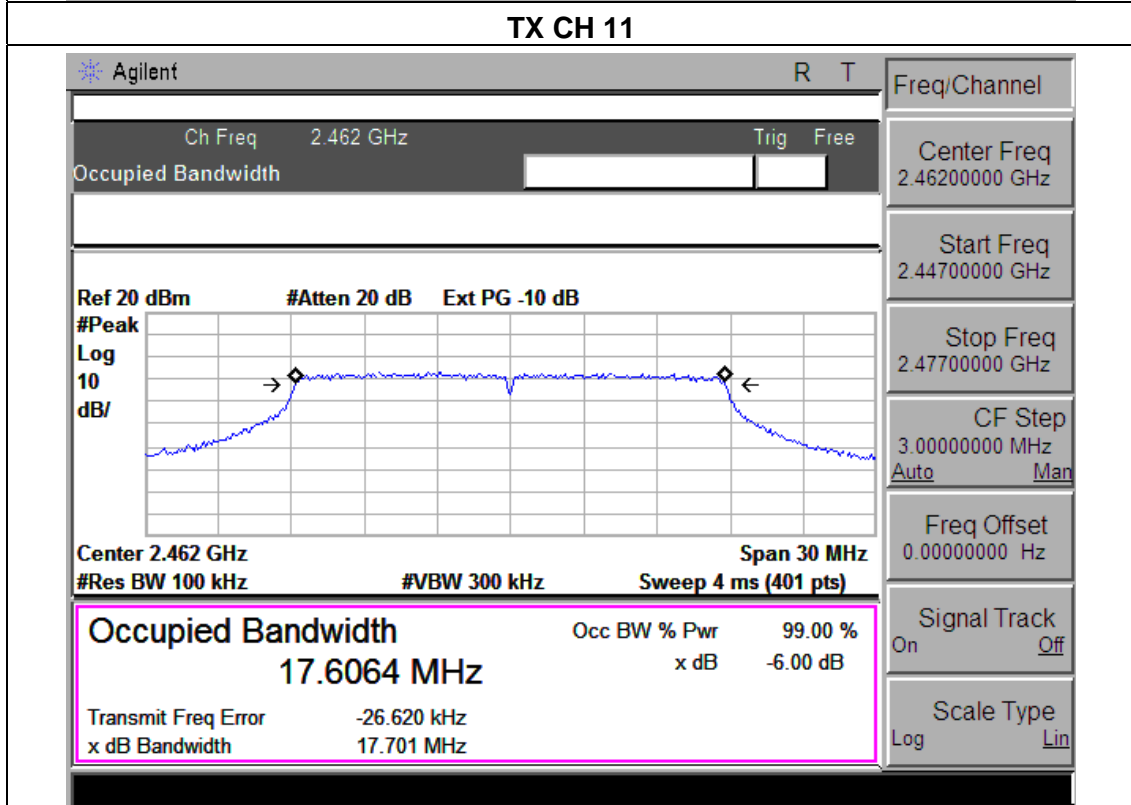 TX CH 11
Agilent R T
Ch Freq 2.462 GHz Trig Free
Occupied Bandwidth
Ref 20 dBm #Atten 20 dB Ext PG -10 dB
#Peak
Log
10
dB/
Center 2.462 GHz Span 30 MHz
#Res BW 100 kHz #VBW 300 kHz Sweep 4 ms (401 pts)
Occupied Bandwidth Occ BW % Pwr 99.00 %
17.6064 MHz x dB -6.00 dB
Transmit Freq Error -26.620 kHz
x dB Bandwidth 17.701 MHz
Freq/Channel
Center Freq
2.46200000 GHz
Start Freq
2.44700000 GHz
Stop Freq
2.47700000 GHz
CF Step
3.00000000 MHz
Auto Man
Freq Offset
0.00000000 Hz
Signal Track
On Off
Scale Type
Log Lin